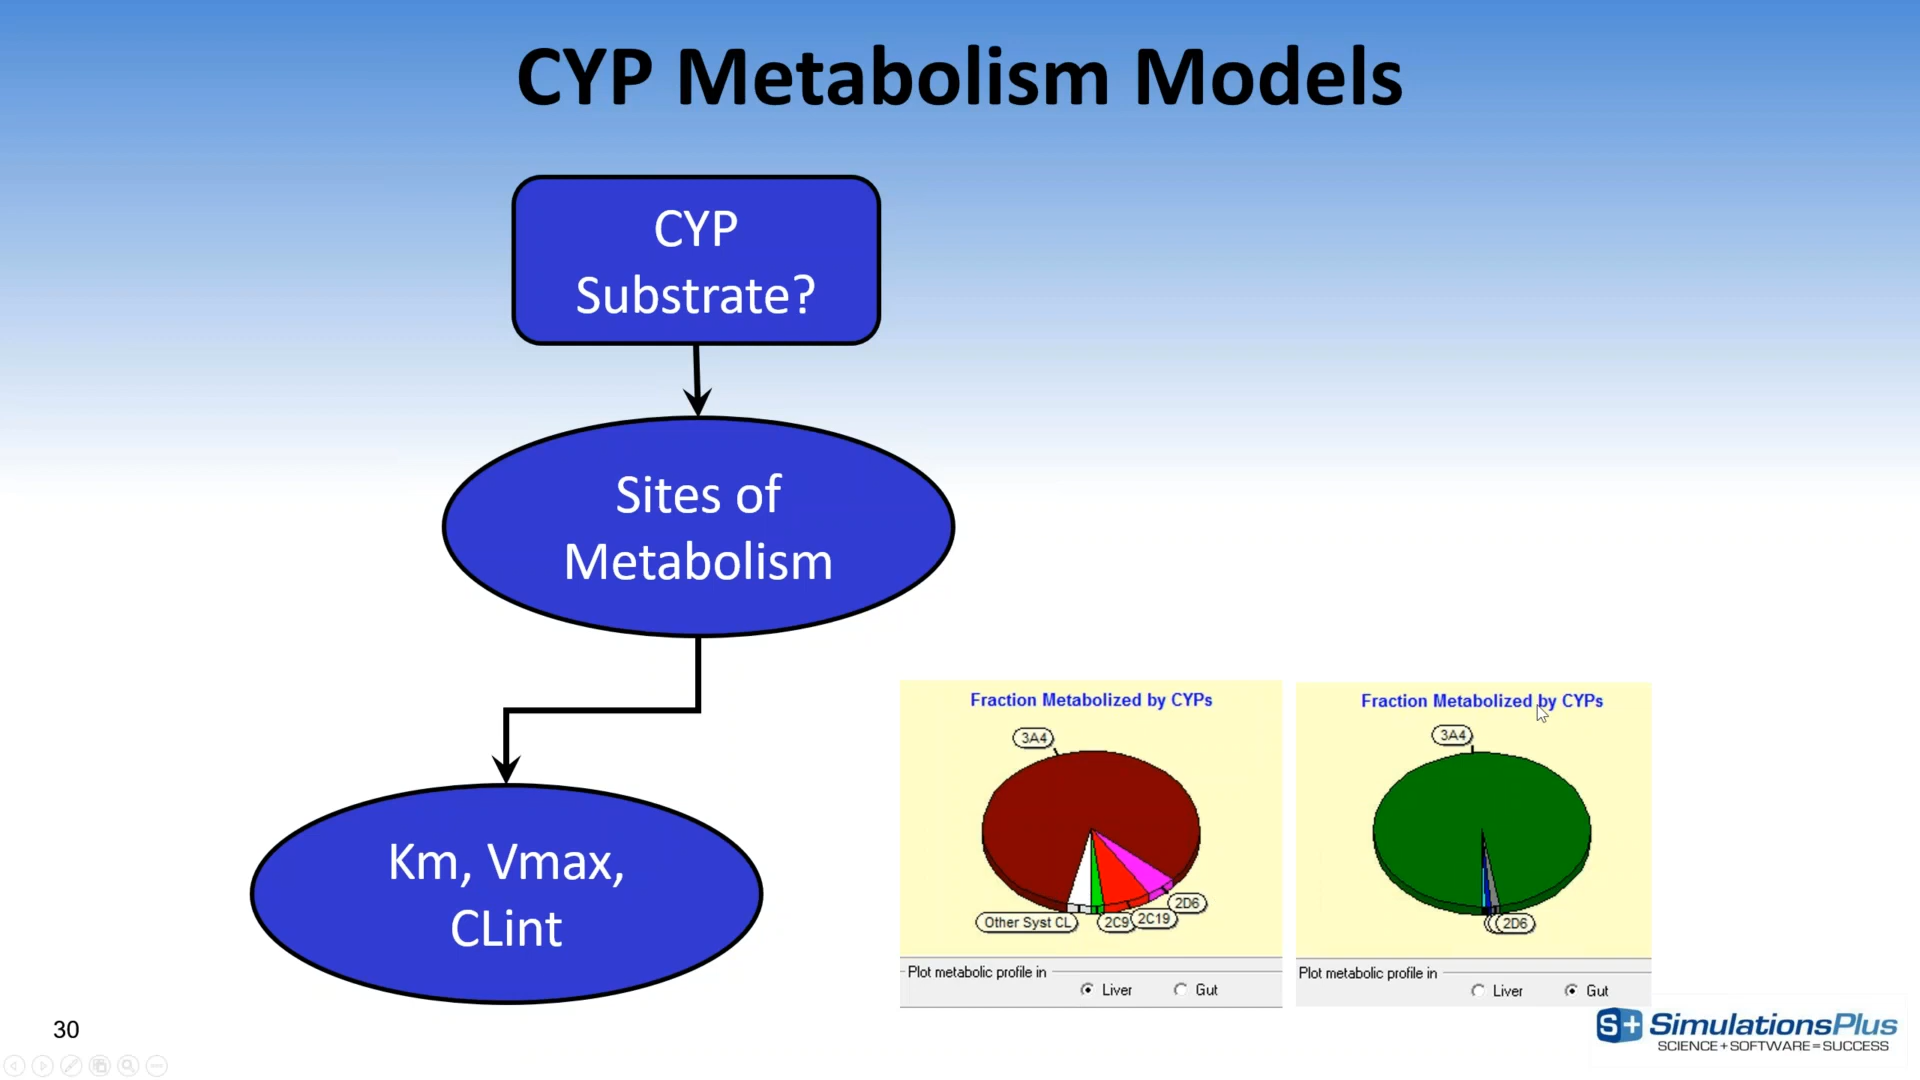 CYP Metabolism Models
CYP
Substrate?
Sites of
Metabolism
Km, Vmax,
CLint
Fraction Metabolized by CYPs
3A4
2D6
2C19
2C9
Other Syst CL
Plot metabolic profile in
Liver
Gut
Fraction Metabolized by CYPs
3A4
2D6
Plot metabolic profile in
Liver
Gut
30
S+ SimulationsPlus
SCIENCE+SOFTWARE=SUCCESS